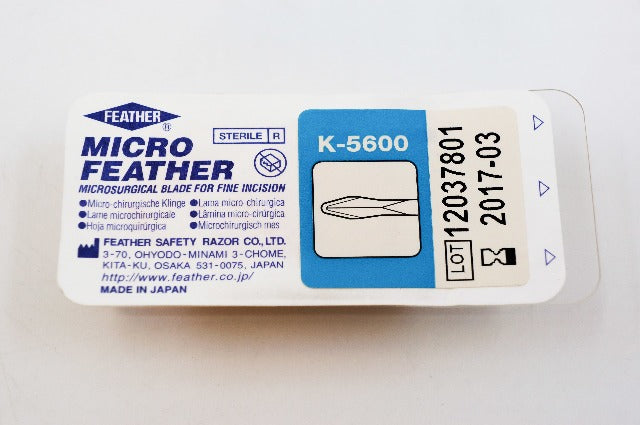 FEATHER
®
MICRO
FEATHER
STERILE R
MICROSURGICAL BLADE FOR FINE INCISION
●Micro-chirurgische Klinge ●Lama micro-chirurgica
●Lame microchirurgicale ●Lâmina micro-cirúrgica
●Hoja microquirúrgica ●Microchirurgisch mes
FEATHER SAFETY RAZOR CO., LTD.
3-70, OHYODO-MINAMI 3-CHOME,
KITA-KU, OSAKA 531-0075, JAPAN
http://www.feather.co.jp/
MADE IN JAPAN
K-5600
LOT 12037801
2017-03